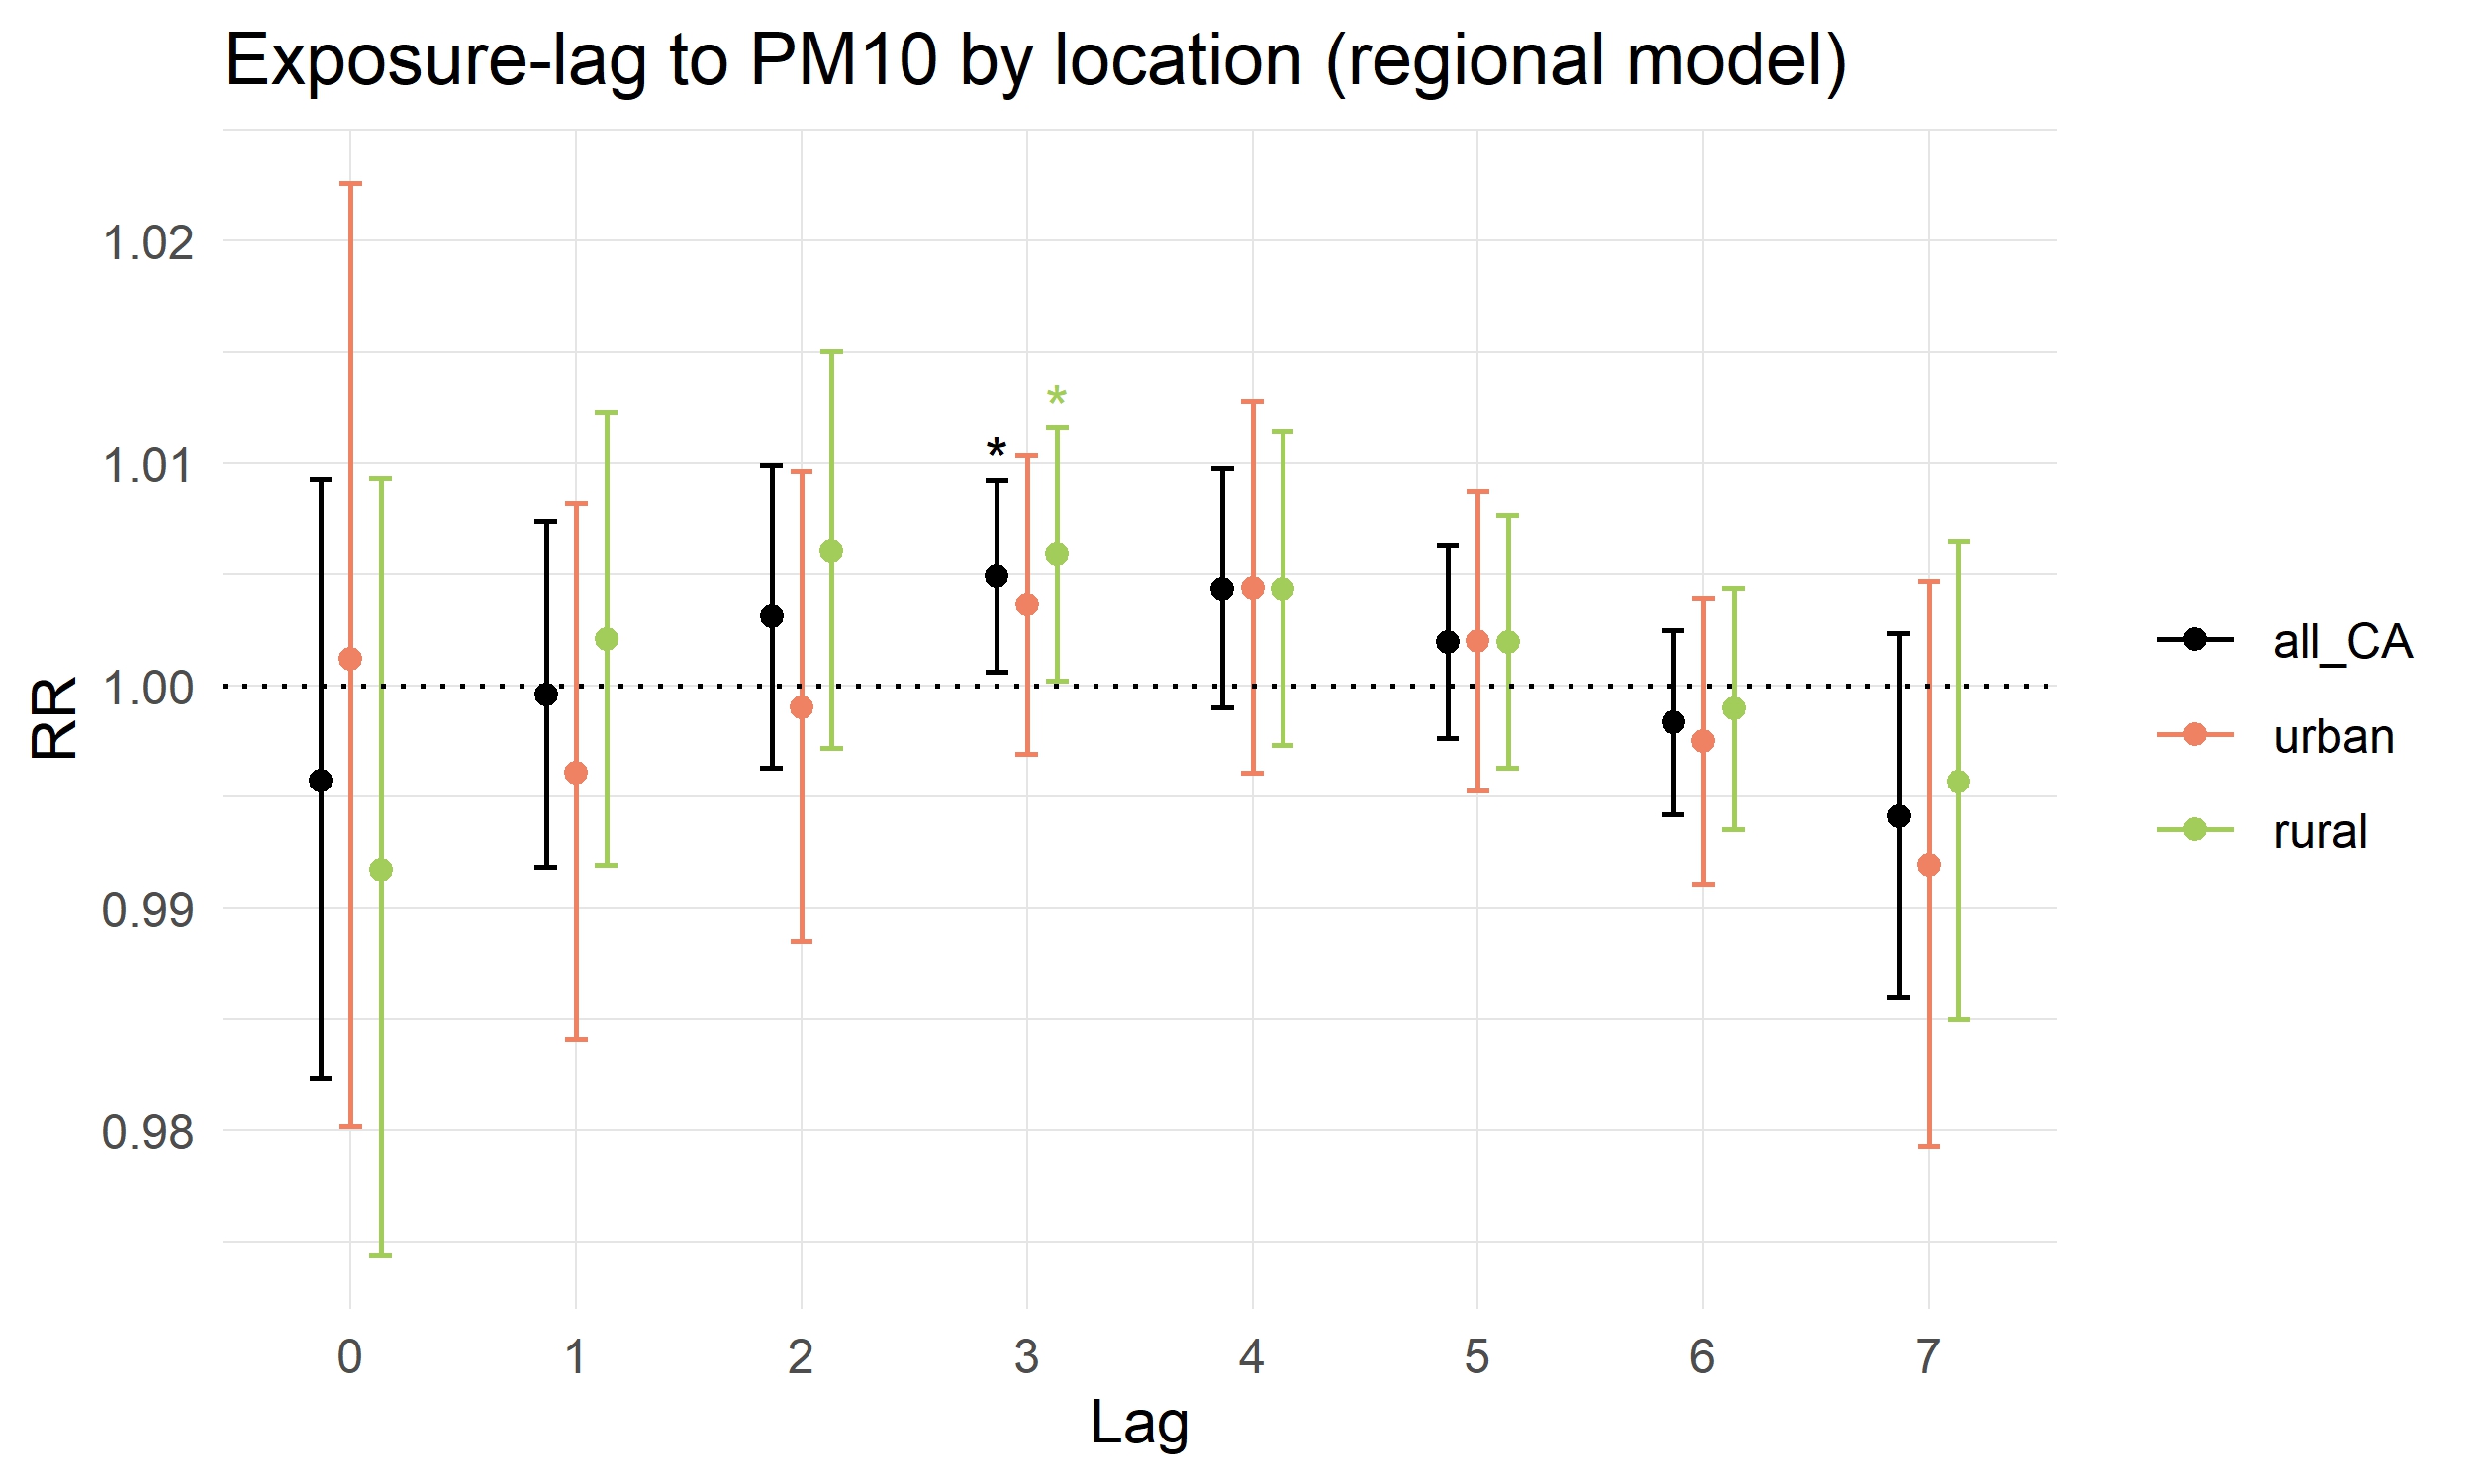 Exposure-lag to PM10 by location (regional model)
1.02
1.01
1.00
0.99
0.98
RR
*
*
0 1 2 3 4 5 6 7
Lag
all_CA
urban
rural